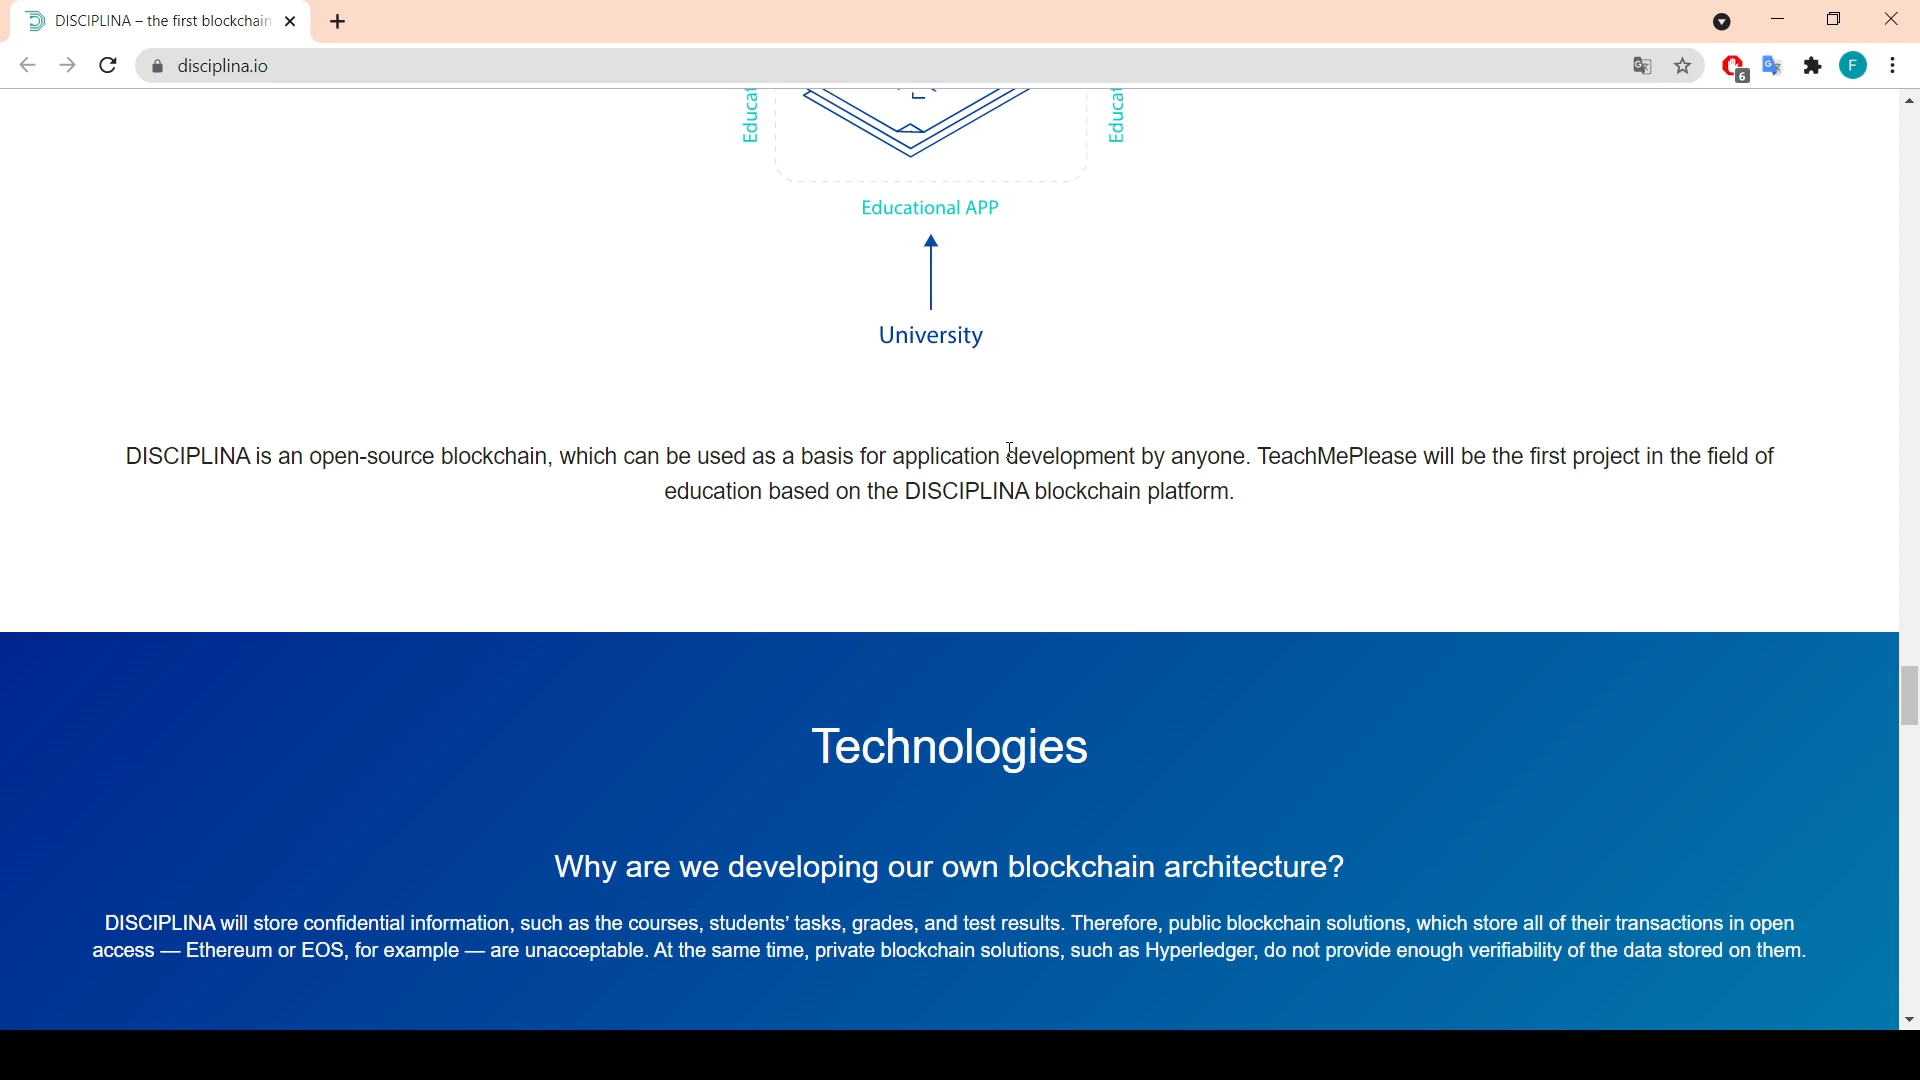 DISCIPLINA – the first blockchain
disciplina.io
6
F
Educat
Educat
Educational APP
University
DISCIPLINA is an open-source blockchain, which can be used as a basis for application development by anyone. TeachMePlease will be the first project in the field of
education based on the DISCIPLINA blockchain platform.
Technologies
Why are we developing our own blockchain architecture?
DISCIPLINA will store confidential information, such as the courses, students’ tasks, grades, and test results. Therefore, public blockchain solutions, which store all of their transactions in open
access — Ethereum or EOS, for example — are unacceptable. At the same time, private blockchain solutions, such as Hyperledger, do not provide enough verifiability of the data stored on them.